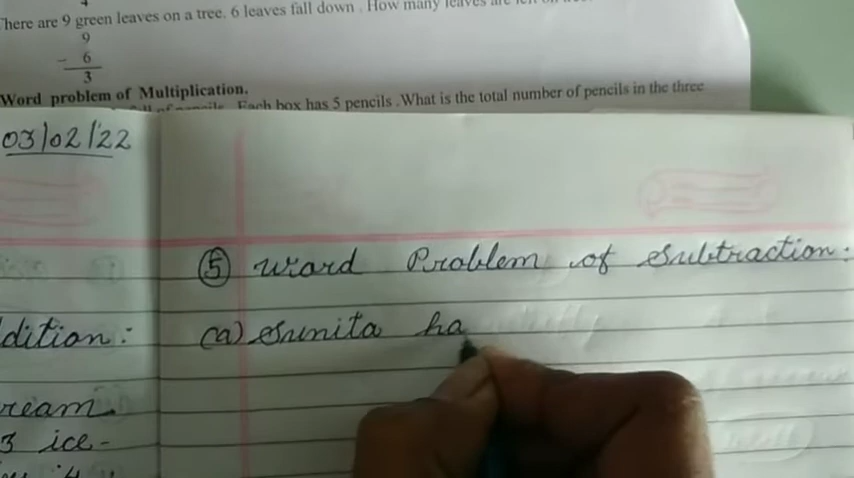 There are 9 green leaves on a tree. 6 leaves fall down . How many leaves are
9
- 6
3
Word problem of Multiplication.
Each box has 5 pencils .What is the total number of pencils in the three
03/02/22
⑤ Word Problem of Subtraction:
dition:
(a) Sunita ha
ream
3 ice-